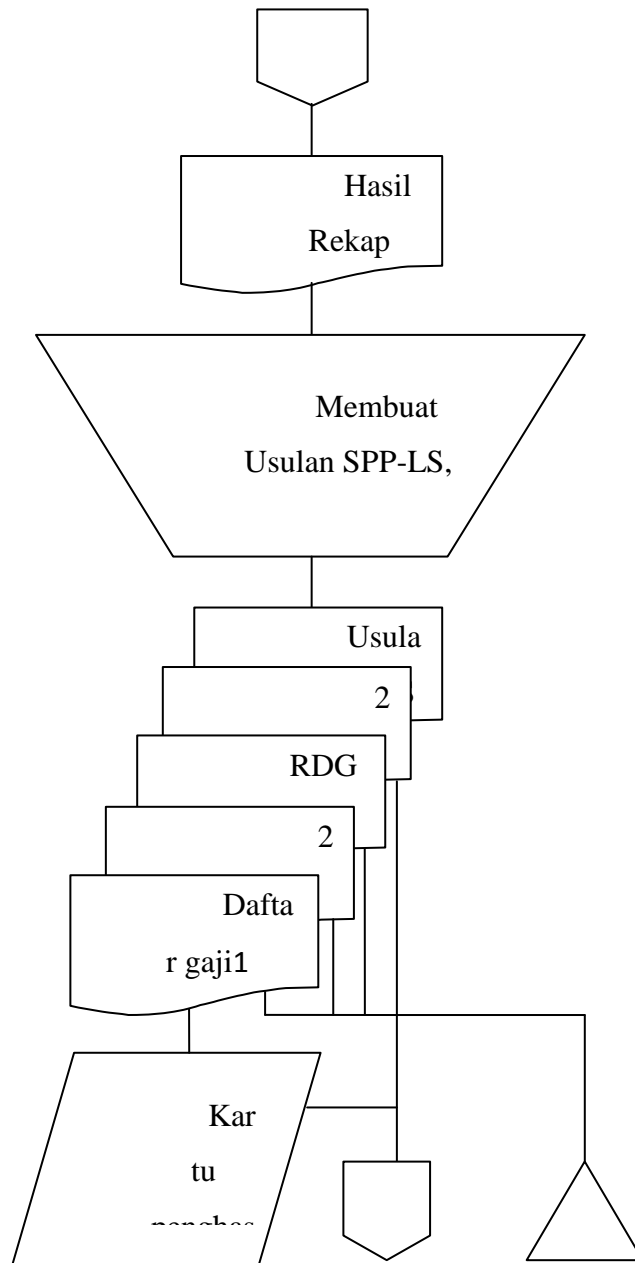 Hasil
Rekap
Membuat
Usulan SPP-LS,
Usula
2
RDG
2
Dafta
r gaji1
Kar
tu